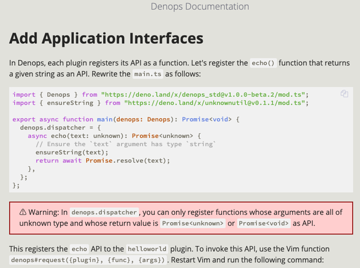 Denops Documentation
Add Application Interfaces
In Denops, each plugin registers its API as a function. Let's register the echo() function that returns
a given string as an API. Rewrite the main.ts as follows:
import { Denops } from "https://deno.land/x/denops_std@v1.0.0-beta.2/mod.ts";
import { ensureString } from "https://deno.land/x/unknownutil@v0.1.1/mod.ts";
export async function main(denops: Denops): Promise<void> {
  denops.dispatcher = {
    async echo(text: unknown): Promise<unknown> {
      // Ensure the `text` argument has type `string`
      ensureString(text);
      return await Promise.resolve(text);
    },
  };
};
⚠ Warning: In denops.dispatcher, you can only register functions whose arguments are all of
unknown type and whose return value is Promise<unknown> or Promise<void> as API.
This registers the echo API to the helloworld plugin. To invoke this API, use the Vim function
denops#request({plugin}, {func}, {args}). Restart Vim and run the following command: